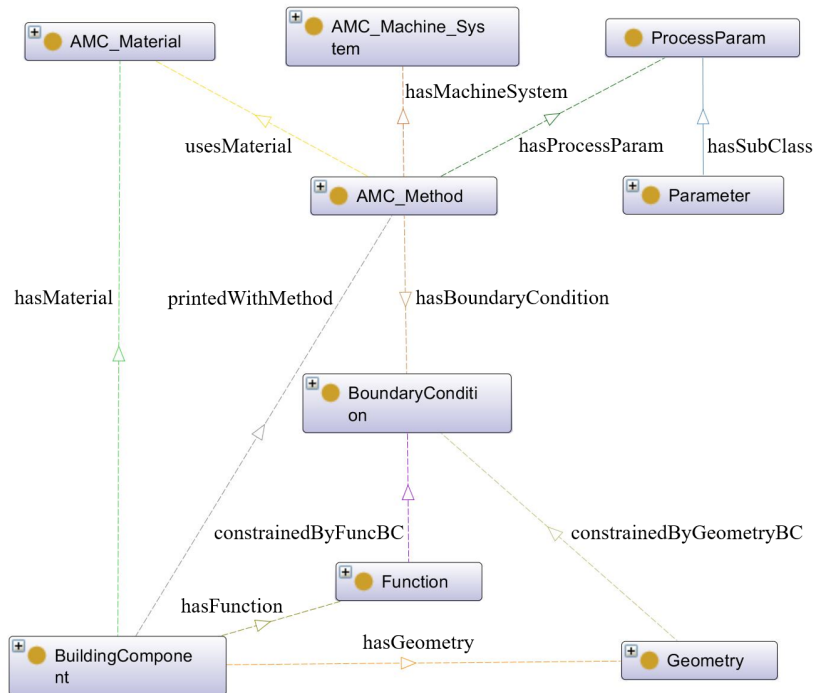 AMC_Material
AMC_Machine_Sys
tem
ProcessParam
hasMachineSystem
usesMaterial
hasProcessParam
hasSubClass
AMC_Method
Parameter
hasMaterial
printedWithMethod
hasBoundaryCondition
BoundaryConditi
on
constrainedByFuncBC
constrainedByGeometryBC
Function
hasFunction
hasGeometry
BuildingCompone
nt
Geometry